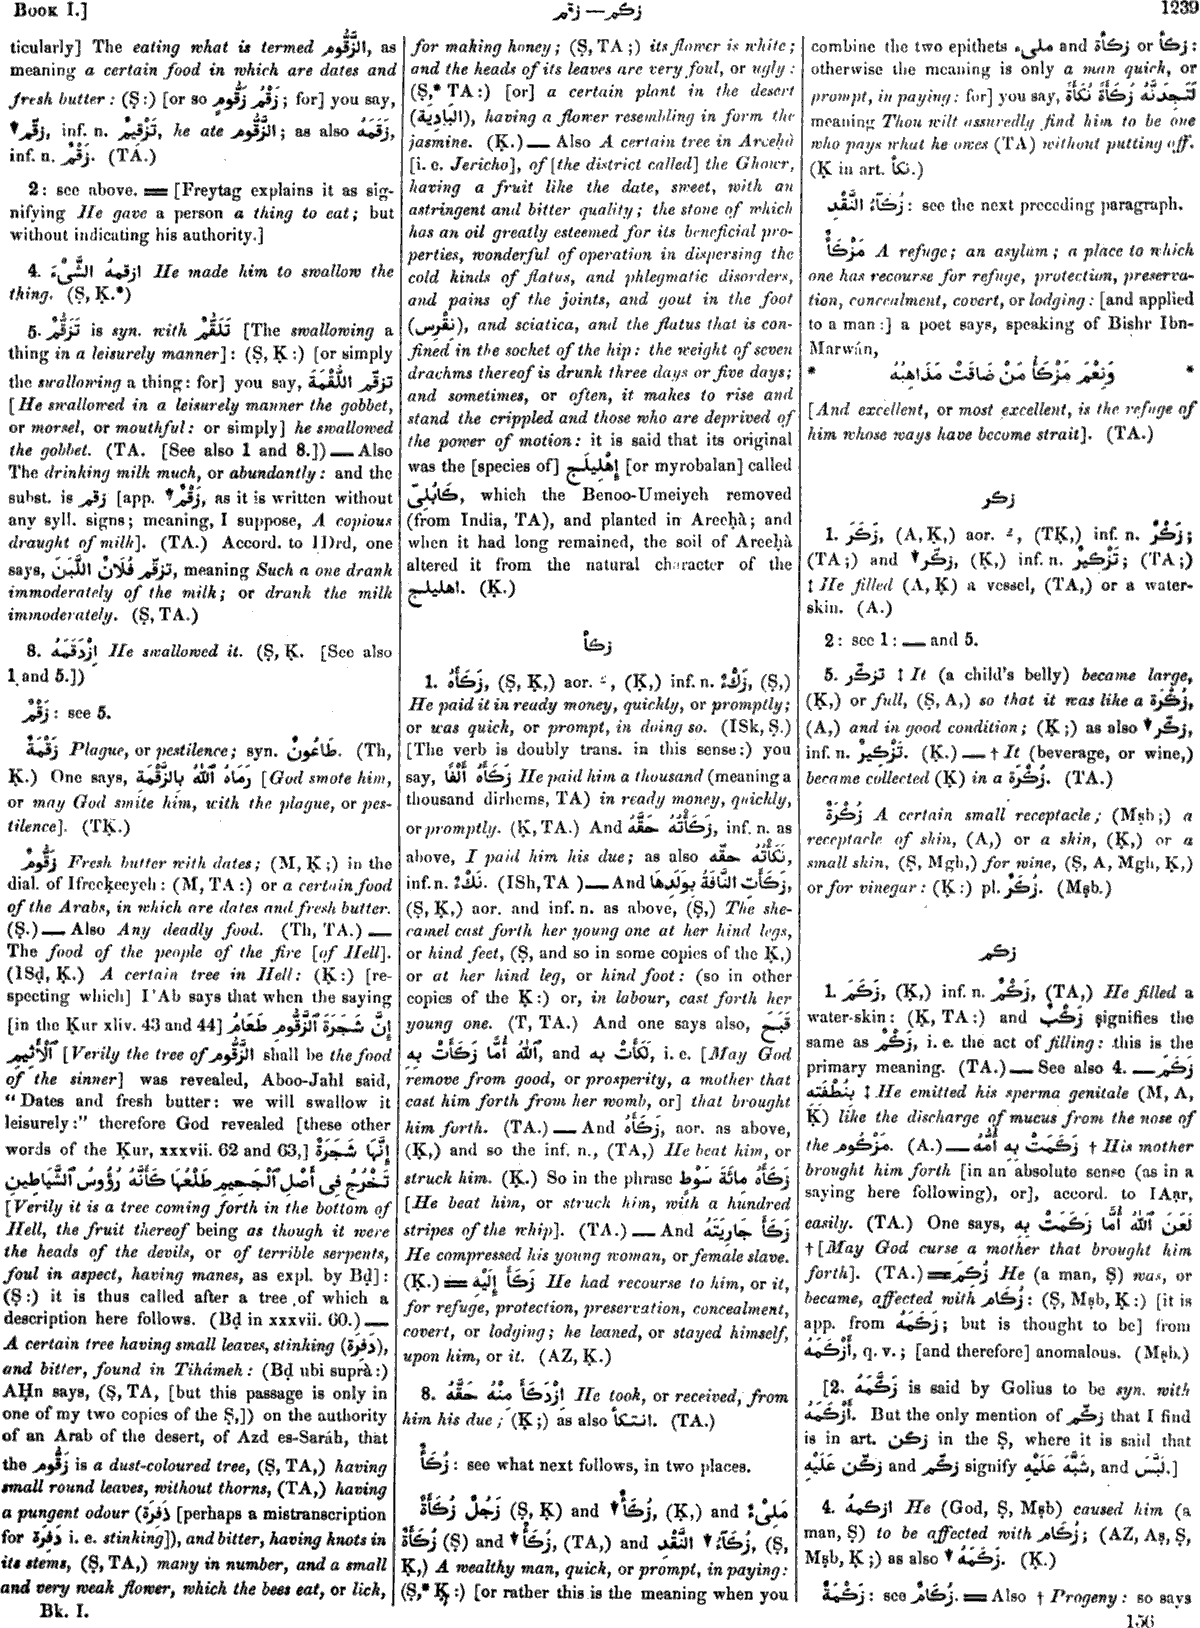 BOOK I.]
زقم — زكم
1239
ticularly] The eating what is termed الزَّقُّوم, as
meaning a certain food in which are dates and
fresh butter : (Ṣ :) [or so زَقْمُ زَقُّومٍ; for] you say,
زَقَمَهُ, inf. n. تَزْقِيمٌ, he ate الزَّقُّوم; as also زَقّمٰ,
inf. n. زَقْمٌ. (TA.)
2 : see above. == [Freytag explains it as sig-
nifying He gave a person a thing to eat; but
without indicating his authority.]
4. ازقمهُ الشَّىْءَ He made him to swallow the
thing. (Ṣ, Ḳ.*)
5. تَزَقُّمٌ is syn. with تَلَقُّمٌ [The swallowing a
thing in a leisurely manner] : (Ṣ, Ḳ :) [or simply
the swallowing a thing : for] you say, تزقّم اللُّقْمَةَ
[He swallowed in a leisurely manner the gobbet,
or morsel, or mouthful : or simply] he swallowed
the gobbet. (TA. [See also 1 and 8.]) — Also
The drinking milk much, or abundantly : and the
subst. is زقم [app. زَقْمٌ, as it is written without
any syll. signs; meaning, I suppose, A copious
draught of milk]. (TA.) Accord. to IDrd, one
says, تزقّم فُلَانٌ اللَّبَنَ, meaning Such a one drank
immoderately of the milk; or drank the milk
immoderately. (Ṣ, TA.)
8. اِزْدَقَمَهُ He swallowed it. (Ṣ, Ḳ. [See also
1 and 5.])
زَقْمٌ : see 5.
زَقْمَةٌ Plague, or pestilence; syn. طَاعُونٌ. (Th,
Ḳ.) One says, رَمَاهُ ٱللّٰهُ بِالزَّقْمَةِ [God smote him,
or may God smite him, with the plague, or pes-
tilence]. (TḲ.)
زَقُّومٌ Fresh butter with dates; (M, Ḳ;) in the
dial. of Ifreeḳeeyeh : (M, TA :) or a certain food
of the Arabs, in which are dates and fresh butter.
(Ṣ.) — Also Any deadly food. (Th, TA.) —
The food of the people of the fire [of Hell].
(ISd, Ḳ.) A certain tree in Hell : (Ḳ :) [re-
specting which] I'Ab says that when the saying
[in the Ḳur xliv. 43 and 44] إِنَّ شَجَرَةَ ٱلزَّقُّومِ طَعَامُ
ٱلْأَثِيمِ [Verily the tree of الزَّقُّوم shall be the food
of the sinner] was revealed, Aboo-Jahl said,
“Dates and fresh butter : we will swallow it
leisurely :” therefore God revealed [these other
words of the Ḳur, xxxvii. 62 and 63,] إِنَّهَا شَجَرَةٌ
تَخْرُجُ فِى أَصْلِ ٱلْجَحِيمِ طَلْعُهَا كَأَنَّهُ رُؤُوسُ ٱلشَّيَاطِينِ
[Verily it is a tree coming forth in the bottom of
Hell, the fruit thereof being as though it were
the heads of the devils, or of terrible serpents,
foul in aspect, having manes, as expl. by Bḍ] :
(Ṣ :) it is thus called after a tree of which a
description here follows. (Bḍ in xxxvii. 60.) —
A certain tree having small leaves, stinking (ذَفِرَة),
and bitter, found in Tihámeh : (Bḍ ubi suprà :)
AḤn says, (Ṣ, TA, [but this passage is only in
one of my two copies of the Ṣ,]) on the authority
of an Arab of the desert, of Azd es-Saráh, that
the زَقُّوم is a dust-coloured tree, (Ṣ, TA,) having
small round leaves, without thorns, (TA,) having
a pungent odour (ذَفِرَة [perhaps a mistranscription
for دَفِرَة i. e. stinking]), and bitter, having knots in
its stems, (Ṣ, TA,) many in number, and a small
and very weak flower, which the bees eat, or lick,
Bk. I.
for making honey; (Ṣ, TA;) its flower is white;
and the heads of its leaves are very foul, or ugly :
(Ṣ,* TA :) [or] a certain plant in the desert
(البَادِيَة), having a flower resembling in form the
jasmine. (Ḳ.) — Also A certain tree in Areeḥà
[i. e. Jericho], of [the district called] the Ghowr,
having a fruit like the date, sweet, with an
astringent and bitter quality; the stone of which
has an oil greatly esteemed for its beneficial pro-
perties, wonderful of operation in dispersing the
cold kinds of flatus, and phlegmatic disorders,
and pains of the joints, and gout in the foot
(نِقْرِس), and sciatica, and the flatus that is con-
fined in the socket of the hip : the weight of seven
drachms thereof is drunk three days or five days;
and sometimes, or often, it makes to rise and
stand the crippled and those who are deprived of
the power of motion : it is said that its original
was the [species of] إِهْلِيلَج [or myrobalan] called
كَابُلِىّ, which the Benoo-Umeiyeh removed
(from India, TA), and planted in Areeḥà; and
when it had long remained, the soil of Areeḥà
altered it from the natural character of the
اهليلج. (Ḳ.)
زكأ
1. زَكَأَهُ, (Ṣ, Ḳ,) aor. ـَ, (Ḳ,) inf. n. زَكْءٌ, (Ṣ,)
He paid it in ready money, quickly, or promptly;
or was quick, or prompt, in doing so. (ISk, Ṣ.)
[The verb is doubly trans. in this sense :) you
say, زَكَأَهُ أَلْفًا He paid him a thousand (meaning a
thousand dirhems, TA) in ready money, quickly,
or promptly. (Ḳ, TA.) And زَكَأْتُهُ حَقَّهُ, inf. n. as
above, I paid him his due; as also نَكَأْتُهُ حقّه,
inf. n. نَكْءٌ. (ISh, TA) — And زَكَأَتِ النَّاقَةُ بِوَلَدِهَا,
(Ṣ, Ḳ,) aor. and inf. n. as above, (Ṣ,) The she-
camel cast forth her young one at her hind legs,
or hind feet, (Ṣ, and so in some copies of the Ḳ,)
or at her hind leg, or hind foot : (so in other
copies of the Ḳ :) or, in labour, cast forth her
young one. (T, TA.) And one says also, قَبَحَ
ٱللّٰهُ أُمًّا زَكَأَتْ بِهِ, and لَكَأَتْ به, i. e. [May God
remove from good, or prosperity, a mother that
cast him forth from her womb, or] that brought
him forth. (TA.) — And زَكَأَهُ, aor. as above,
(Ḳ,) and so the inf. n., (TA,) He beat him, or
struck him. (Ḳ.) So in the phrase زَكَأَهُ مِائَةَ سَوْطٍ
[He beat him, or struck him, with a hundred
stripes of the whip]. (TA.) — And زَكَأَ جَارِيَتَهُ
He compressed his young woman, or female slave.
(Ḳ.) == زَكَأَ إِلَيْهِ He had recourse to him, or it,
for refuge, protection, preservation, concealment,
covert, or lodging; he leaned, or stayed himself,
upon him, or it. (AZ, Ḳ.)
8. اِزْدَكَأَ مِنْهُ حَقَّهُ He took, or received, from
him his due; (Ḳ;) as also انتكأ. (TA.)
زُكَأٌ : see what next follows, in two places.
مَلِىْءٌ زُكَأَةٌ (Ṣ, Ḳ) and زُكَأٌ, (Ḳ,) and رَجُلٌ زُكَأَةٌ
زُكَأَةٌ (Ṣ) and زُكَأٌ, (TA,) and زُكَآءُ النَّقْدِ, (Ṣ,
Ḳ,) A wealthy man, quick, or prompt, in paying :
(Ṣ,* Ḳ :) [or rather this is the meaning when you
combine the two epithets ملىء and زُكَأَة or زُكَأ :
otherwise the meaning is only a man quick, or
prompt, in paying : for] you say, لَتَجِدَنَّهُ زُكَأَةً نُكَأَةً
meaning Thou wilt assuredly find him to be one
who pays what he owes (TA) without putting off.
(Ḳ in art. نكأ.)
زُكَآءُ النَّقْدِ : see the next preceding paragraph.
مَزْكَأٌ A refuge; an asylum; a place to which
one has recourse for refuge, protection, preserva-
tion, concealment, covert, or lodging : [and applied
to a man :] a poet says, speaking of Bishr Ibn-
Marwán,
* وَنِعْمَ مَزْكَأُ مَنْ ضَاقَتْ مَذَاهِبُهُ *
[And excellent, or most excellent, is the refuge of
him whose ways have become strait]. (TA.)
زكر
1. زَكَرَ, (A, Ḳ,) aor. ـُ, (TḲ,) inf. n. زَكْرٌ;
(TA;) and زكّر, (Ḳ,) inf. n. تَزْكِيرٌ; (TA;)
‡ He filled (A, Ḳ) a vessel, (TA,) or a water-
skin. (A.)
2 : see 1 : — and 5.
5. تزكّر ‡ It (a child's belly) became large,
(Ḳ,) or full, (Ṣ, A,) so that it was like a زُكْرَة,
(A,) and in good condition; (Ḳ;) as also زكّر,
inf. n. تَزْكِيرٌ. (Ḳ.) — † It (beverage, or wine,)
became collected (Ḳ) in a زُكْرَة. (TA.)
زُكْرَةٌ A certain small receptacle; (Mṣb;) a
receptacle of skin, (A,) or a skin, (Ḳ,) or a
small skin, (Ṣ, Mgh,) for wine, (Ṣ, A, Mgh, Ḳ,)
or for vinegar : (Ḳ :) pl. زُكَرٌ. (Mṣb.)
زكم
1. زَكَمَ, (Ḳ,) inf. n. زَكْمٌ, (TA,) He filled a
water-skin : (Ḳ, TA :) and زَكْبٌ signifies the
same as زَكْمٌ, i. e. the act of filling : this is the
primary meaning. (TA.) — See also 4. — زَكَمَ
بِنُطْفَتِهِ ‡ He emitted his sperma genitale (M, A,
Ḳ) like the discharge of mucus from the nose of
the مَزْكُوم. (A.) — زَكَمَتْ بِهِ أُمُّهُ † His mother
brought him forth [in an absolute sense (as in a
saying here following), or], accord. to IAạr,
easily. (TA.) One says, لَعَنَ ٱللّٰهُ أُمًّا زَكَمَتْ بِهِ
† [May God curse a mother that brought him
forth]. (TA.) == زُكِمَ He (a man, Ṣ) was, or
became, affected with زُكَام : (Ṣ, Mṣb, Ḳ :) [it is
app. from زَكَمَهُ; but is thought to be] from
أَزْكَمَهُ, q. v.; [and therefore] anomalous. (Mṣb.)
[2. زَكَّمَهُ is said by Golius to be syn. with
أَزْكَمَهُ. But the only mention of زكّم that I find
is in art. زكن in the Ṣ, where it is said that
زكّن عَلَيْهِ and زكّم signify شَبَّهَ عَلَيْهِ, and لَبَّسَ.]
4. ازكمهُ He (God, Ṣ, Mṣb) caused him (a
man, Ṣ) to be affected with زُكَام; (AZ, Aṣ, Ṣ,
Mṣb, Ḳ;) as also زَكَمَهُ. (Ḳ.)
زَكْمَةٌ : see زُكَامٌ. == Also † Progeny : so says
156